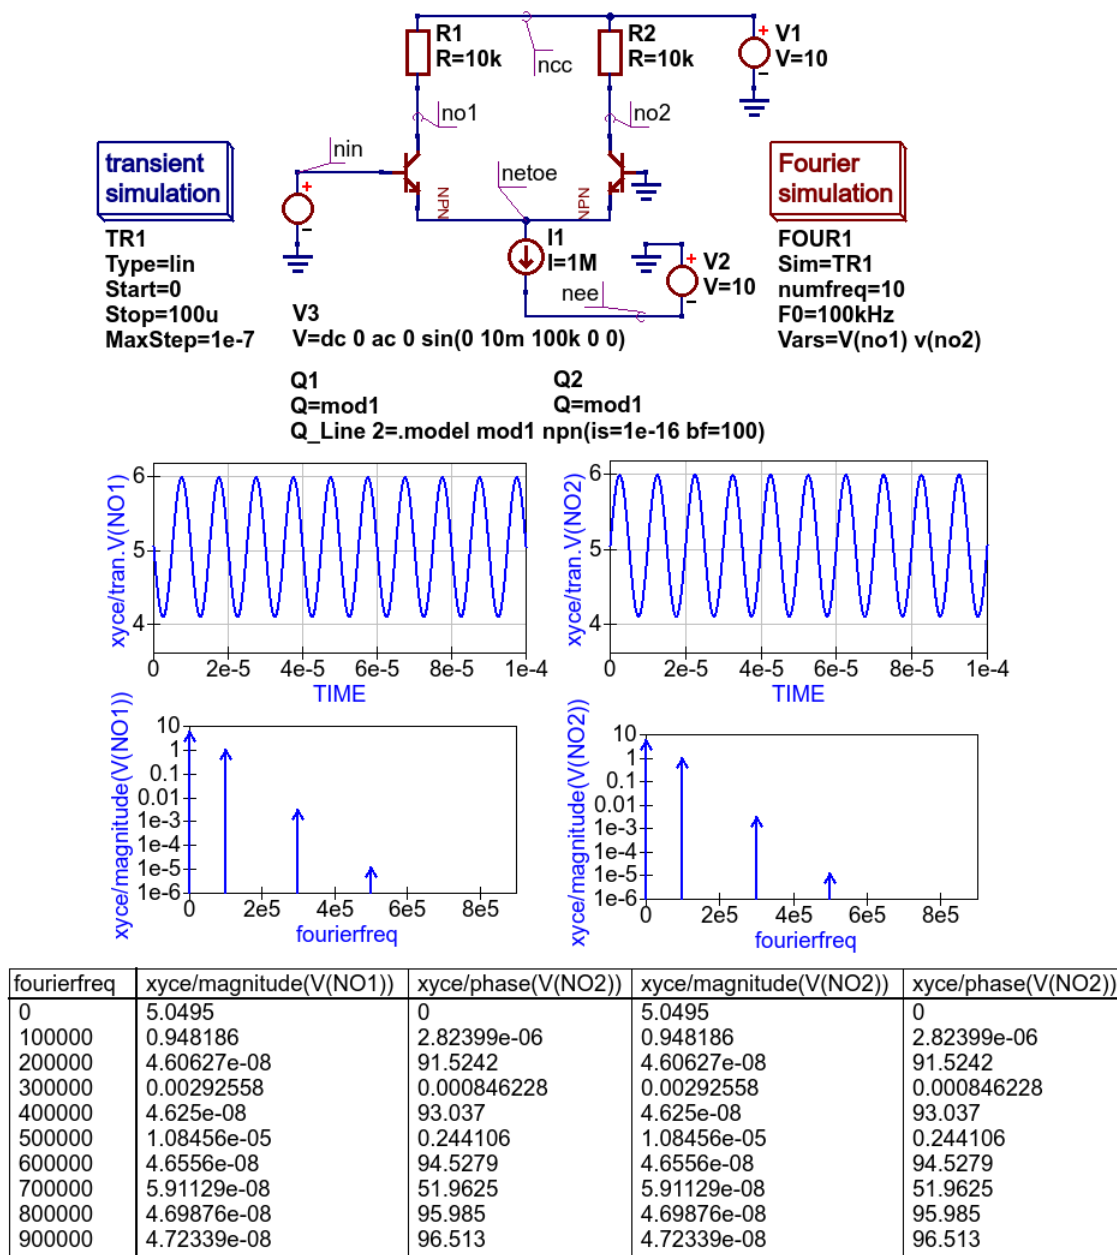 R1
R=10k
R2
R=10k
V1
V=10
+
−
ncc
no1
no2
nin
netoe
NPN
NPN
transient
simulation
TR1
Type=lin
Start=0
Stop=100u
MaxStep=1e-7
+
−
I1
I=1M
nee
+
−
V2
V=10
Fourier
simulation
FOUR1
Sim=TR1
numfreq=10
F0=100kHz
Vars=V(no1) v(no2)
V3
V=dc 0 ac 0 sin(0 10m 100k 0 0)
Q1
Q=mod1
Q_Line 2=.model mod1 npn(is=1e-16 bf=100)
Q2
Q=mod1
xyce/tran.V(NO1)
6
5
4
0 2e-5 4e-5 6e-5 8e-5 1e-4
TIME
xyce/tran.V(NO2)
6
5
4
0 2e-5 4e-5 6e-5 8e-5 1e-4
TIME
xyce/magnitude(V(NO1))
10
1
0.1
0.01
1e-3
1e-4
1e-5
1e-6
0 2e5 4e5 6e5 8e5
fourierfreq
xyce/magnitude(V(NO2))
10
1
0.1
0.01
1e-3
1e-4
1e-5
1e-6
0 2e5 4e5 6e5 8e5
fourierfreq
fourierfreq xyce/magnitude(V(NO1)) xyce/phase(V(NO2)) xyce/magnitude(V(NO2)) xyce/phase(V(NO2))
0 5.0495 0 5.0495 0
100000 0.948186 2.82399e-06 0.948186 2.82399e-06
200000 4.60627e-08 91.5242 4.60627e-08 91.5242
300000 0.00292558 0.000846228 0.00292558 0.000846228
400000 4.625e-08 93.037 4.625e-08 93.037
500000 1.08456e-05 0.244106 1.08456e-05 0.244106
600000 4.6556e-08 94.5279 4.6556e-08 94.5279
700000 5.91129e-08 51.9625 5.91129e-08 51.9625
800000 4.69876e-08 95.985 4.69876e-08 95.985
900000 4.72339e-08 96.513 4.72339e-08 96.513